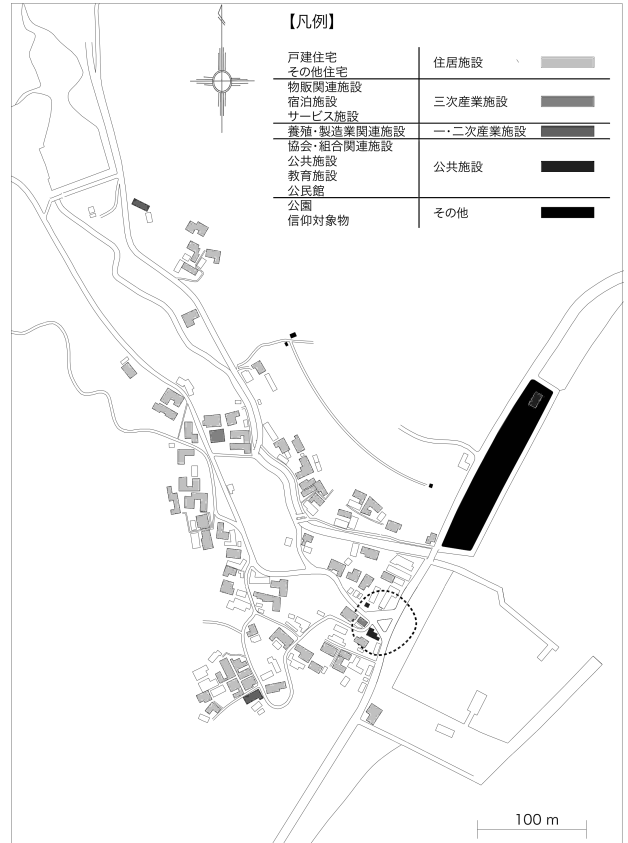 【凡例】
戸建住宅
その他住宅
住居施設
物販関連施設
宿泊施設
サービス施設
三次産業施設
養殖・製造業関連施設
一・二次産業施設
協会・組合関連施設
公共施設
教育施設
公民館
公共施設
公園
信仰対象物
その他
100 m